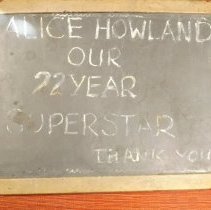 ALICE HOWLAND
OUR
22 YEAR
SUPERSTAR
THANK YOU